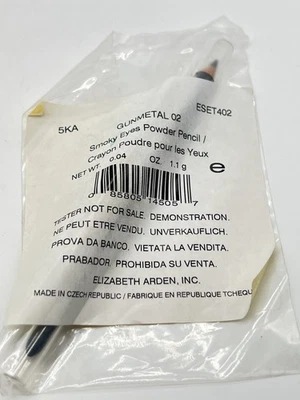 5KA GUNMETAL 02 ESET402
Smoky Eyes Powder Pencil /
Crayon Poudre pour les Yeux
NET WT. 0.04 OZ. 1.1 g e
0 85805 14505 7
TESTER NOT FOR SALE. DEMONSTRATION.
NE PEUT ETRE VENDU. UNVERKAUFLICH.
PROVA DA BANCO. VIETATA LA VENDITA.
PRABADOR. PROHIBIDA SU VENTA.
ELIZABETH ARDEN, INC.
MADE IN CZECH REPUBLIC / FABRIQUE EN REPUBLIQUE TCHEQU